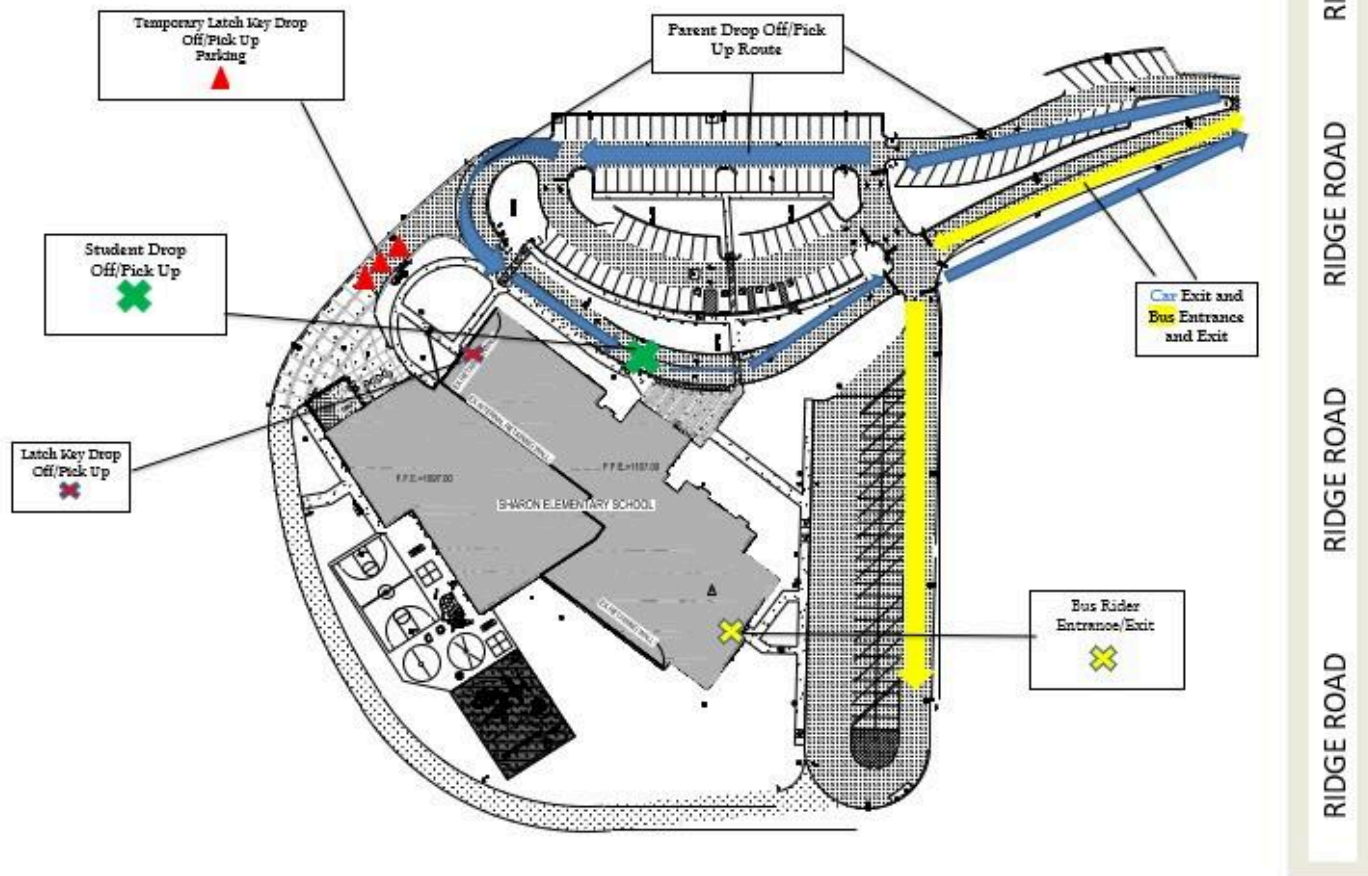 Temporary Latch Key Drop
Off/Pick Up
Parking
Parent Drop Off/Pick
Up Route
Student Drop
Off/Pick Up
Car Exit and
Bus Entrance
and Exit
Latch Key Drop
Off/Pick Up
F.F.E.=1107.00
SHARON ELEMENTARY SCHOOL
Bus Rider
Entrance/Exit
RIDGE ROAD
RIDGE ROAD
RIDGE ROAD